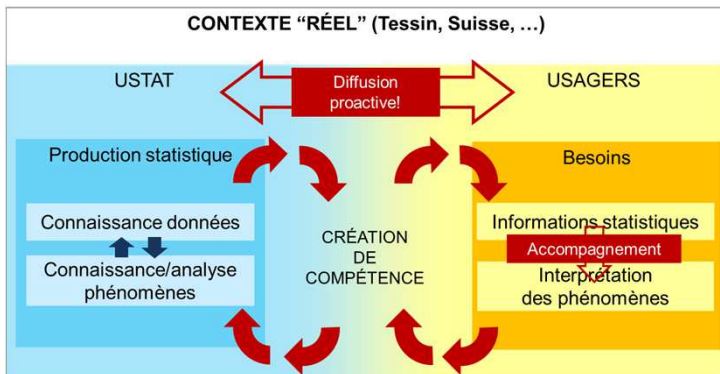 CONTEXTE “RÉEL” (Tessin, Suisse, …)
USTAT
Diffusion
proactive!
USAGERS
Production statistique
Connaissance données
Connaissance/analyse
phénomènes
CRÉATION
DE
COMPÉTENCE
Besoins
Informations statistiques
Accompagnement
Interprétation
des phénomènes